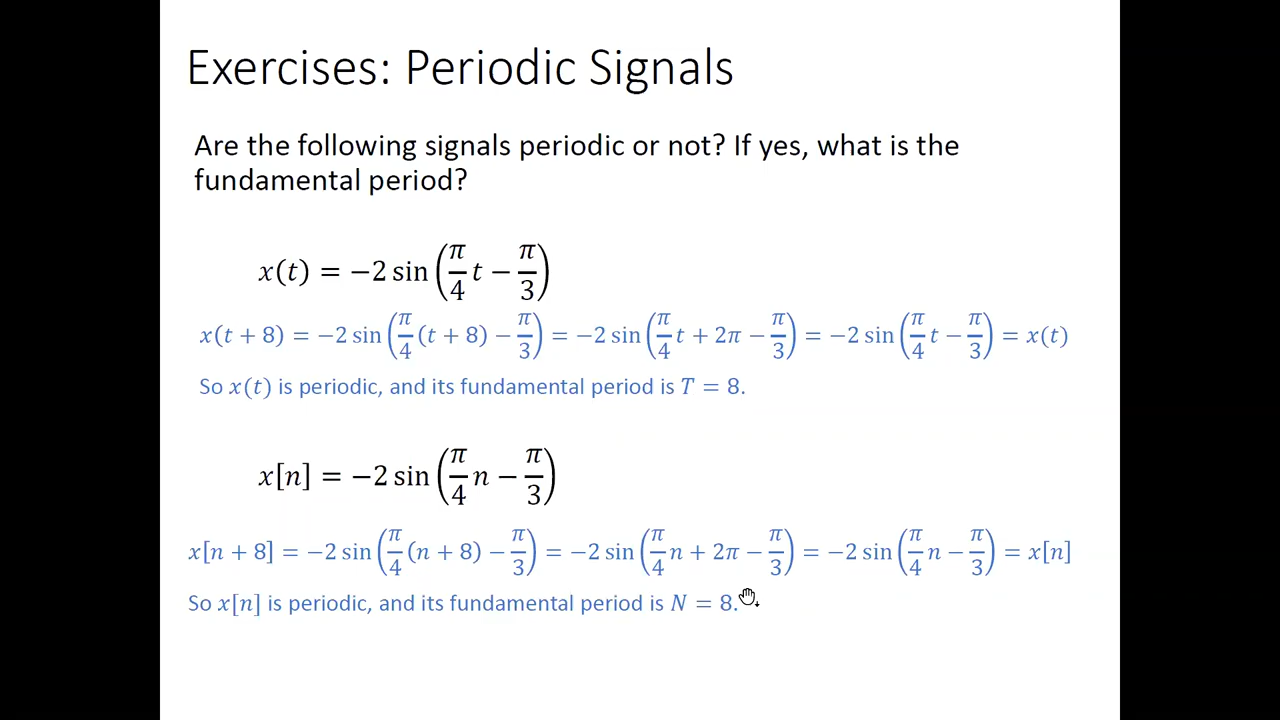 Exercises: Periodic Signals
Are the following signals periodic or not? If yes, what is the
fundamental period?
x(t) = −2 sin(π/4 t − π/3)
x(t + 8) = −2 sin(π/4 (t + 8) − π/3) = −2 sin(π/4 t + 2π − π/3) = −2 sin(π/4 t − π/3) = x(t)
So x(t) is periodic, and its fundamental period is T = 8.
x[n] = −2 sin(π/4 n − π/3)
x[n + 8] = −2 sin(π/4 (n + 8) − π/3) = −2 sin(π/4 n + 2π − π/3) = −2 sin(π/4 n − π/3) = x[n]
So x[n] is periodic, and its fundamental period is N = 8.